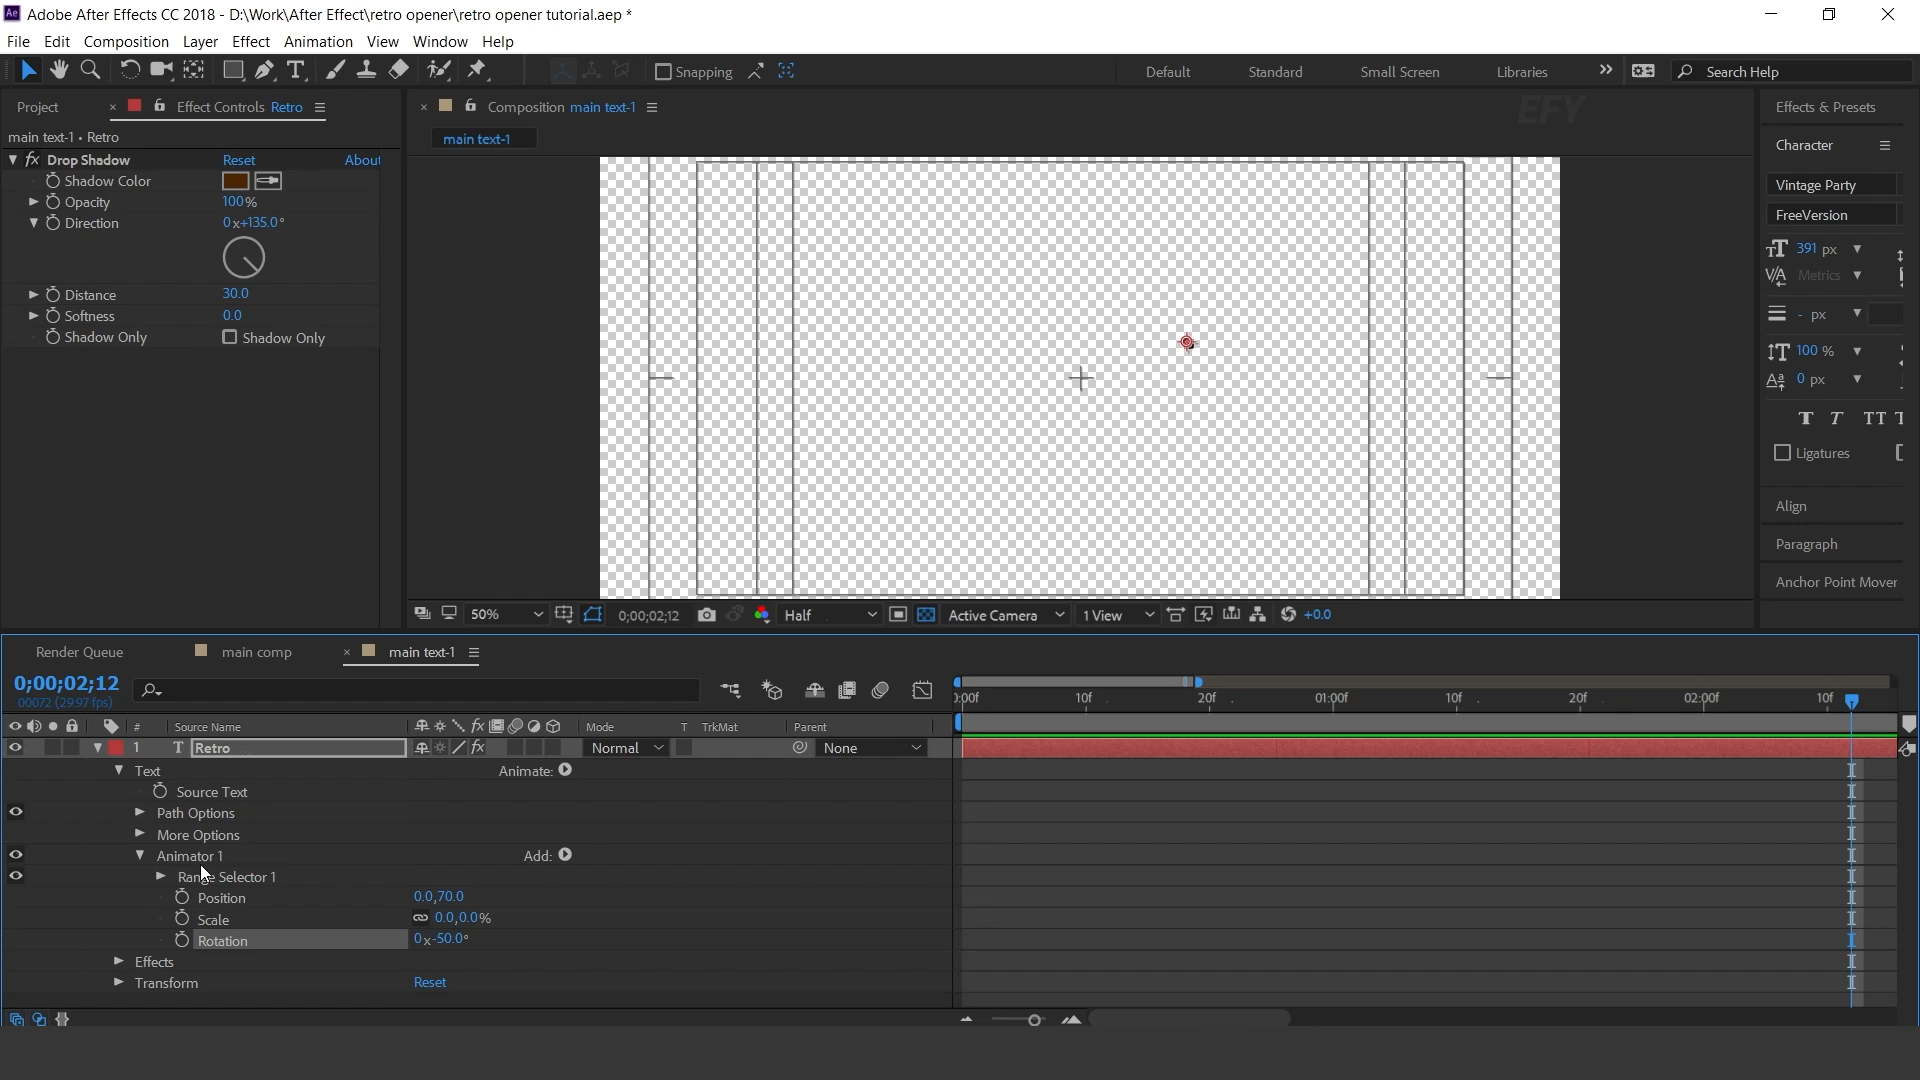 Ae Adobe After Effects CC 2018 - D:\Work\After Effect\retro opener\retro opener tutorial.aep *
File Edit Composition Layer Effect Animation View Window Help
Snapping Default Standard Small Screen Libraries Search Help
Project × Effect Controls Retro
× Composition main text-1
EFY
Effects & Presets
main text-1 • Retro
main text-1
Character
fx Drop Shadow Reset About
Shadow Color
Opacity 100%
Direction 0x+135.0°
Distance 30.0
Softness 0.0
Shadow Only Shadow Only
Vintage Party
FreeVersion
391 px
Metrics
- px
100 %
0 px
T T TT T
Ligatures
Align
Paragraph
Anchor Point Mover
50% 0;00;02;12 Half Active Camera 1 View +0.0
Render Queue main comp × main text-1
0;00;02;12
00072 (29.97 fps)
0:00f 10f 20f 01:00f 10f 20f 02:00f 10f
# Source Name fx Mode T TrkMat Parent
1 T Retro fx Normal None
Text Animate:
Source Text
Path Options
More Options
Animator 1 Add:
Range Selector 1
Position 0.0,70.0
Scale 0.0,0.0%
Rotation 0x-50.0°
Effects
Transform Reset